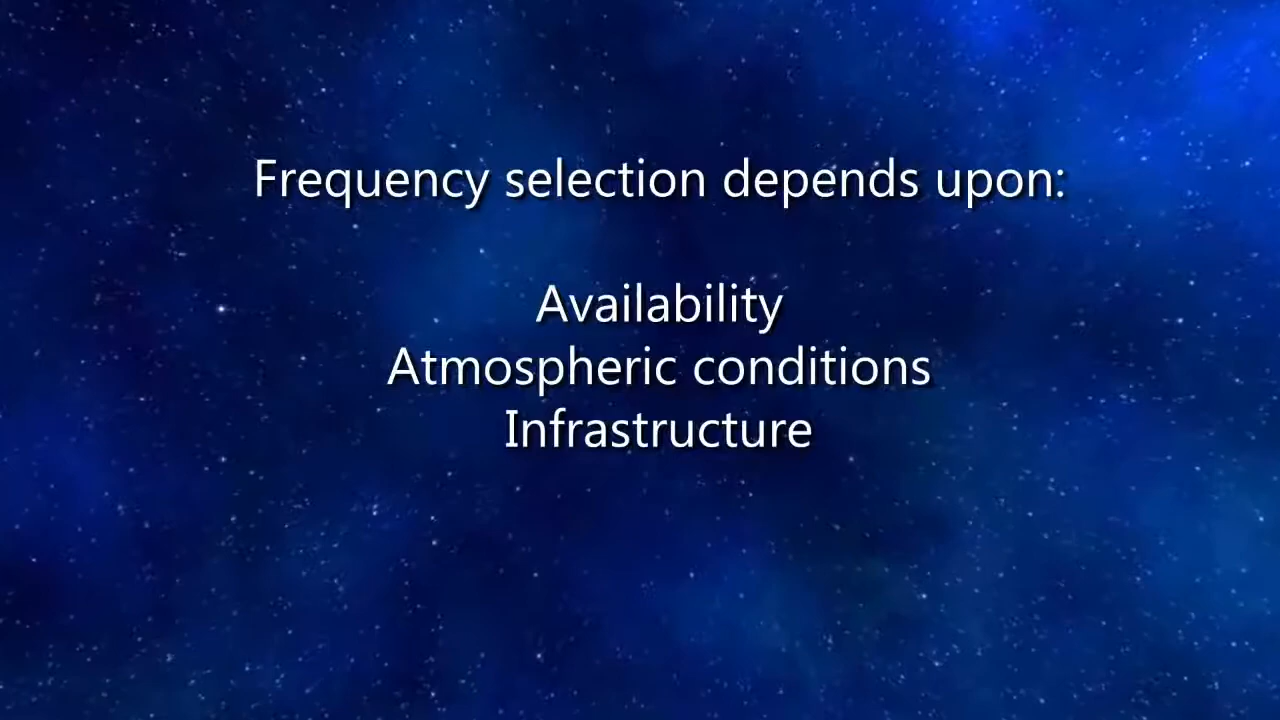 Frequency selection depends upon:
Availability
Atmospheric conditions
Infrastructure